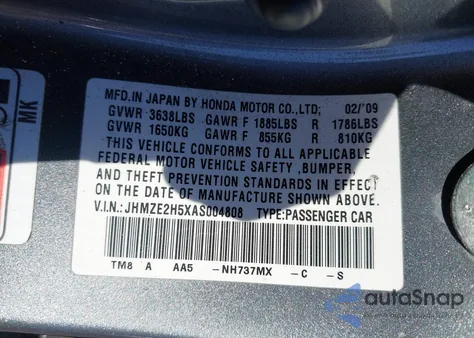 MFD.IN JAPAN BY HONDA MOTOR CO.,LTD; 02/'09
GVWR 3638LBS GAWR F 1885LBS R 1786LBS
GVWR 1650KG GAWR F 855KG R 810KG
THIS VEHICLE CONFORMS TO ALL APPLICABLE
FEDERAL MOTOR VEHICLE SAFETY ,BUMPER,
AND THEFT PREVENTION STANDARDS IN EFFECT
ON THE DATE OF MANUFACTURE SHOWN ABOVE.
V.I.N.:JHMZE2H5XAS004808 TYPE:PASSENGER CAR
TM8 A AA5 -NH737MX -C -S
MK
autoSnap